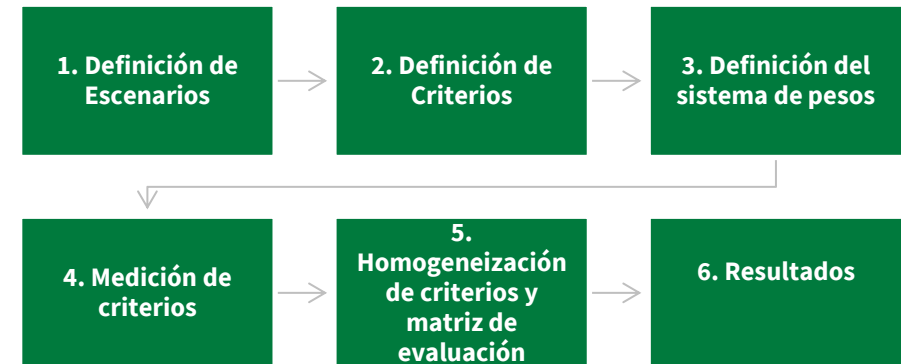 1. Definición de
Escenarios
2. Definición de
Criterios
3. Definición del
sistema de pesos
4. Medición de
criterios
5.
Homogeneización
de criterios y
matriz de
evaluación
6. Resultados